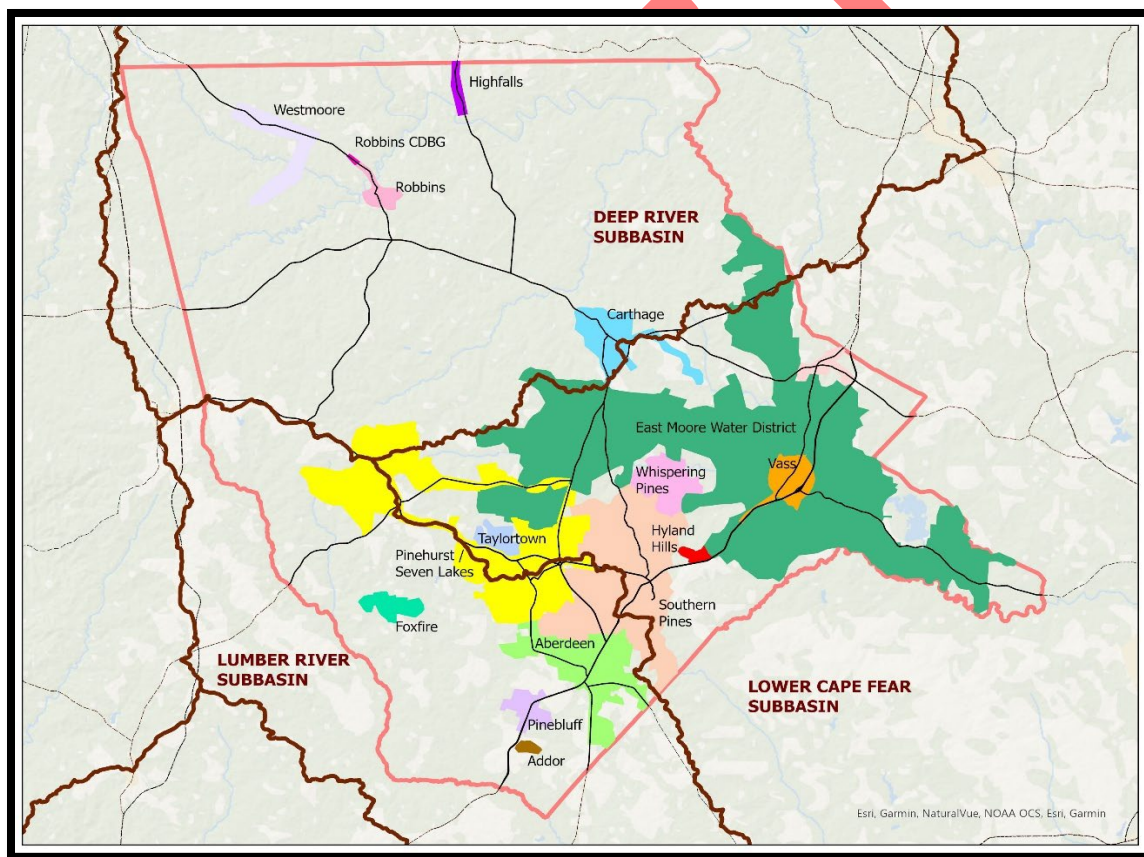 Highfalls
Westmoore
Robbins CDBG
Robbins
DEEP RIVER
SUBBASIN
Carthage
East Moore Water District
Whispering
Pines
Vass
Taylortown
Hyland
Hills
Pinehurst
Seven Lakes
Foxfire
Southern
Pines
Aberdeen
LUMBER RIVER
SUBBASIN
LOWER CAPE FEAR
SUBBASIN
Pinebluff
Addor
Esri, Garmin, NaturalVue, NOAA OCS, Esri, Garmin